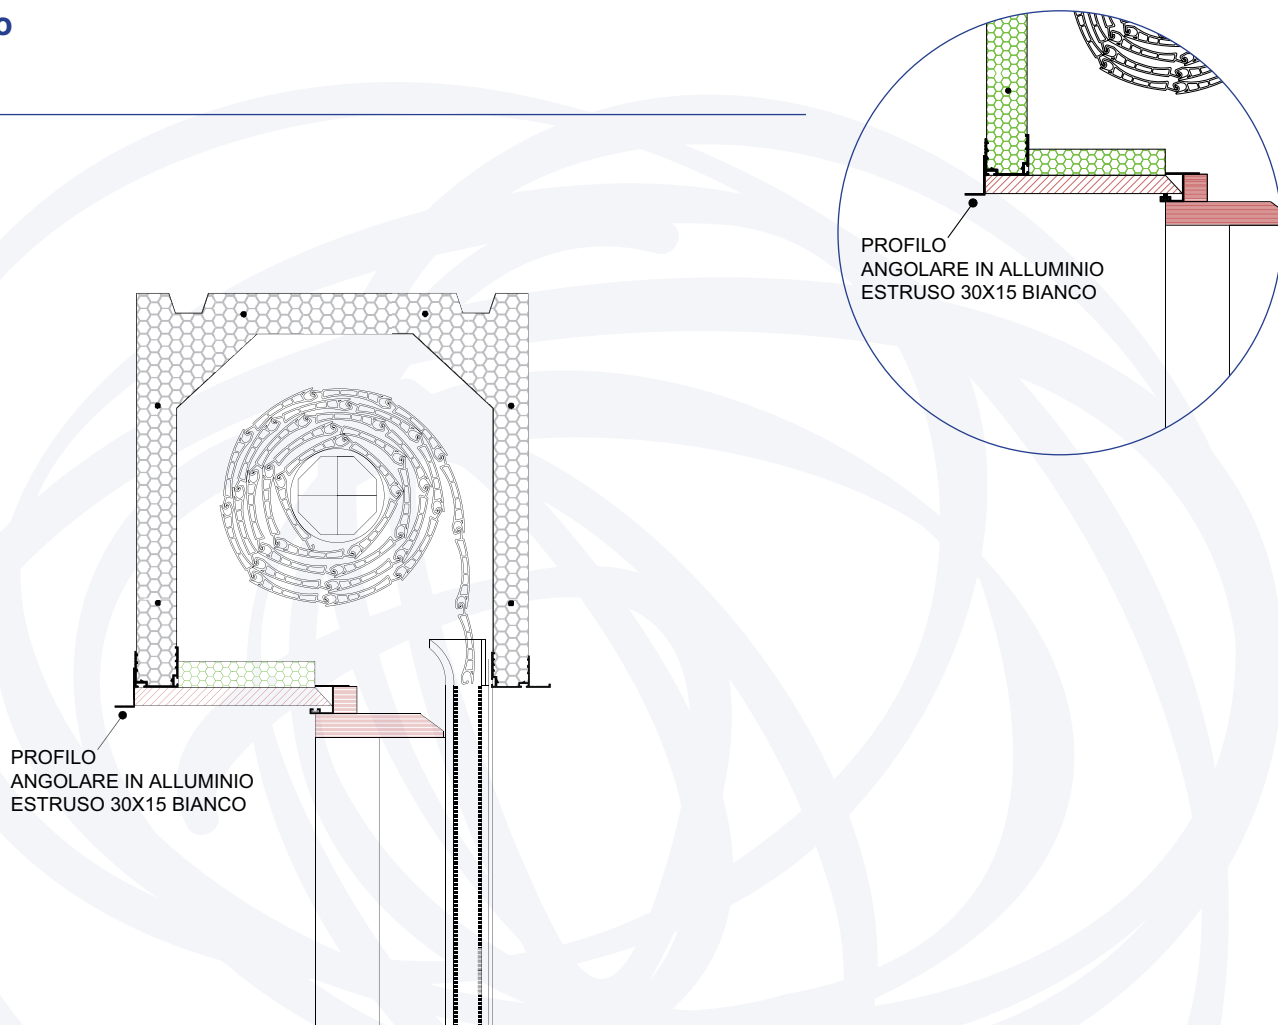 o
PROFILO
ANGOLARE IN ALLUMINIO
ESTRUSO 30X15 BIANCO
PROFILO
ANGOLARE IN ALLUMINIO
ESTRUSO 30X15 BIANCO